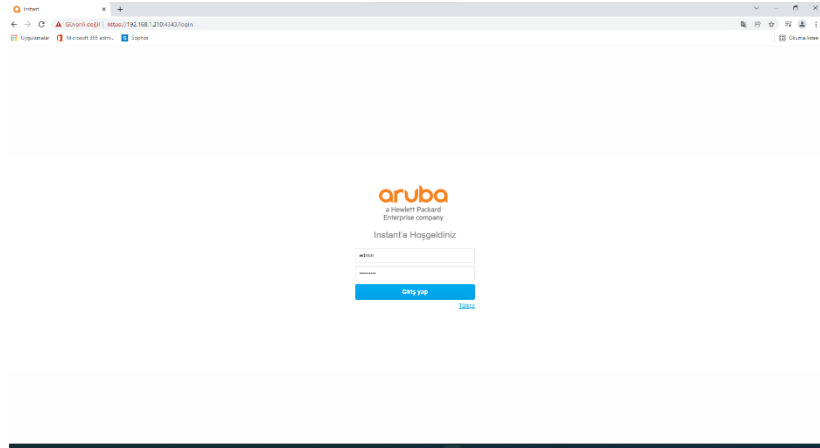 Instant
Güvenli değil | https://192.168.1.210:4343/login
Uygulamalar Microsoft 365 admi... Sophos Okuma listesi
aruba
a Hewlett Packard
Enterprise company
Instant'a Hoşgeldiniz
admin
Giriş yap
Türkçe